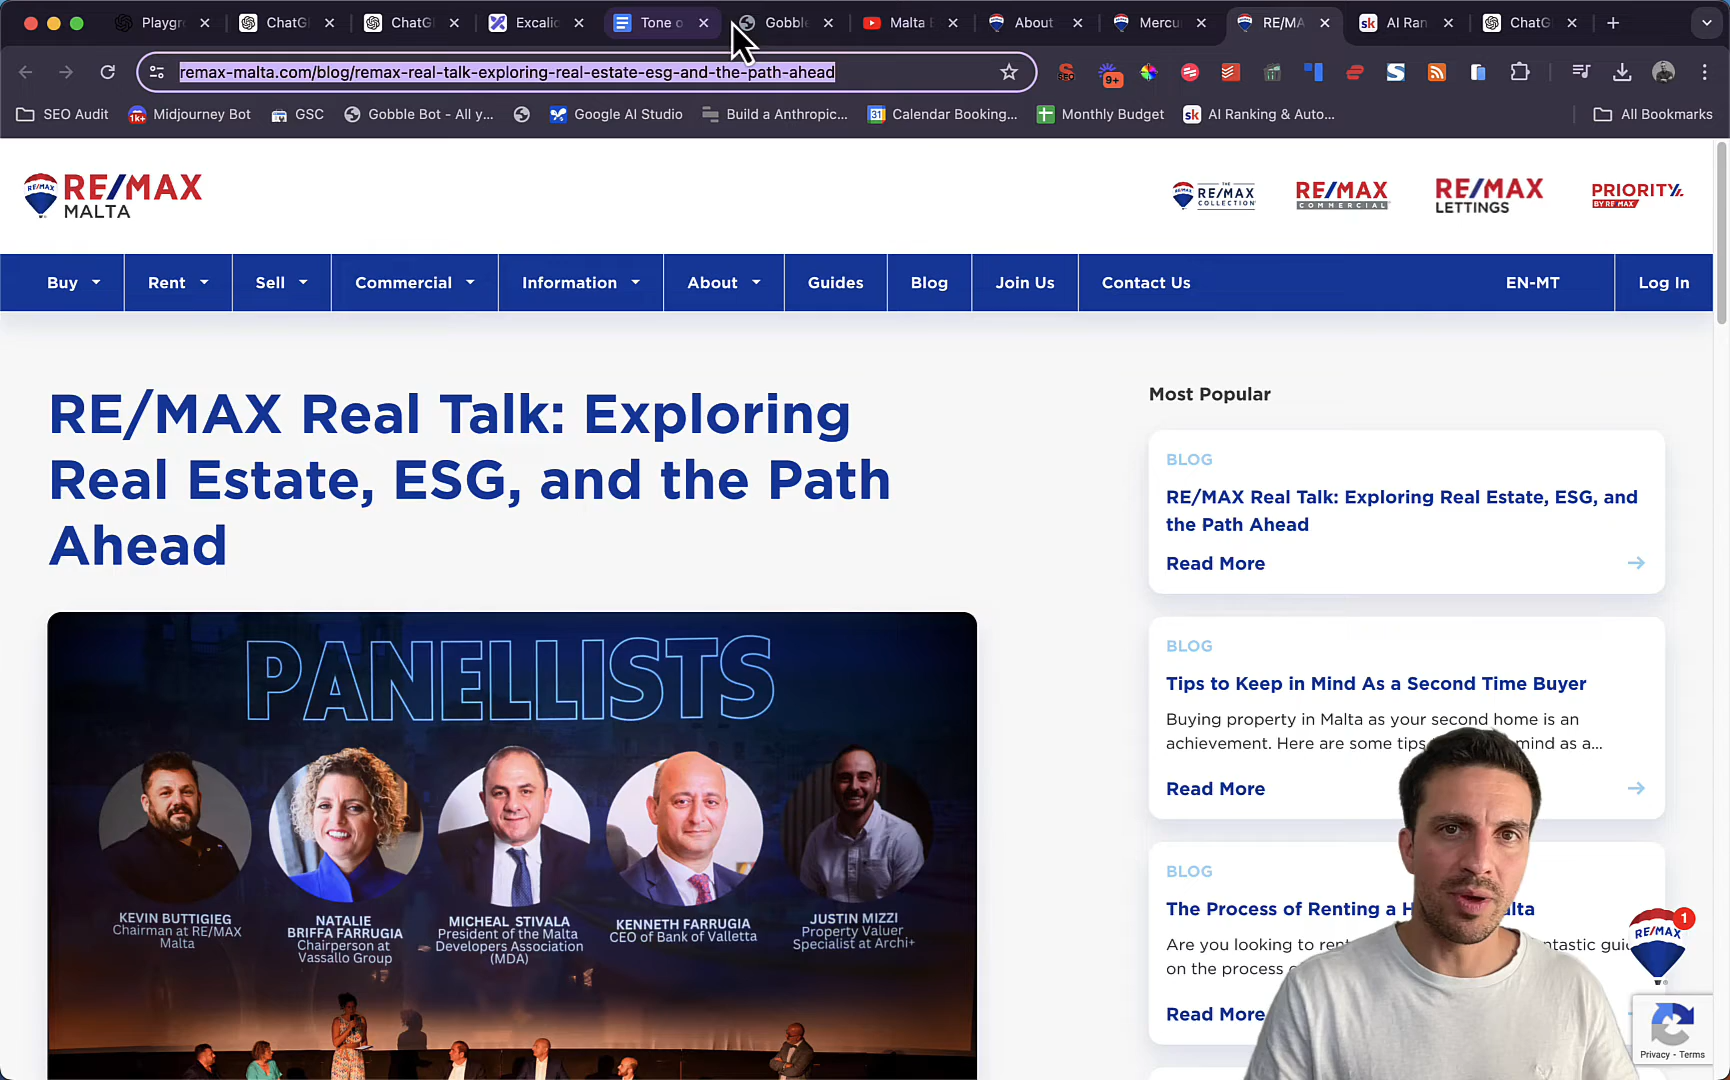 Playgr
ChatG
ChatG
Excalic
Tone o
Gobble
Malta
About
Mercu
RE/MA
AI Ran
ChatG
remax-malta.com/blog/remax-real-talk-exploring-real-estate-esg-and-the-path-ahead
9+
SEO Audit
Midjourney Bot
GSC
Gobble Bot - All y...
Google AI Studio
Build a Anthropic...
Calendar Booking...
Monthly Budget
AI Ranking & Auto...
All Bookmarks
RE/MAX
MALTA
THE
RE/MAX
COLLECTION
RE/MAX
COMMERCIAL
RE/MAX
LETTINGS
PRIORITY
BY RE/MAX
Buy
Rent
Sell
Commercial
Information
About
Guides
Blog
Join Us
Contact Us
EN-MT
Log In
RE/MAX Real Talk: Exploring
Real Estate, ESG, and the Path
Ahead
PANELLISTS
KEVIN BUTTIGIEG
Chairman at RE/MAX
Malta
NATALIE
BRIFFA FARRUGIA
Chairperson at
Vassallo Group
MICHEAL STIVALA
President of the Malta
Developers Association
(MDA)
KENNETH FARRUGIA
CEO of Bank of Valletta
JUSTIN MIZZI
Property Valuer
Specialist at Archi+
Most Popular
BLOG
RE/MAX Real Talk: Exploring Real Estate, ESG, and
the Path Ahead
Read More
BLOG
Tips to Keep in Mind As a Second Time Buyer
Buying property in Malta as your second home is an
achievement. Here are some tips mind as a...
Read More
BLOG
The Process of Renting a H lta
Are you looking to ren ntastic gui
on the process
Read More
RE/MAX
1
Privacy - Terms